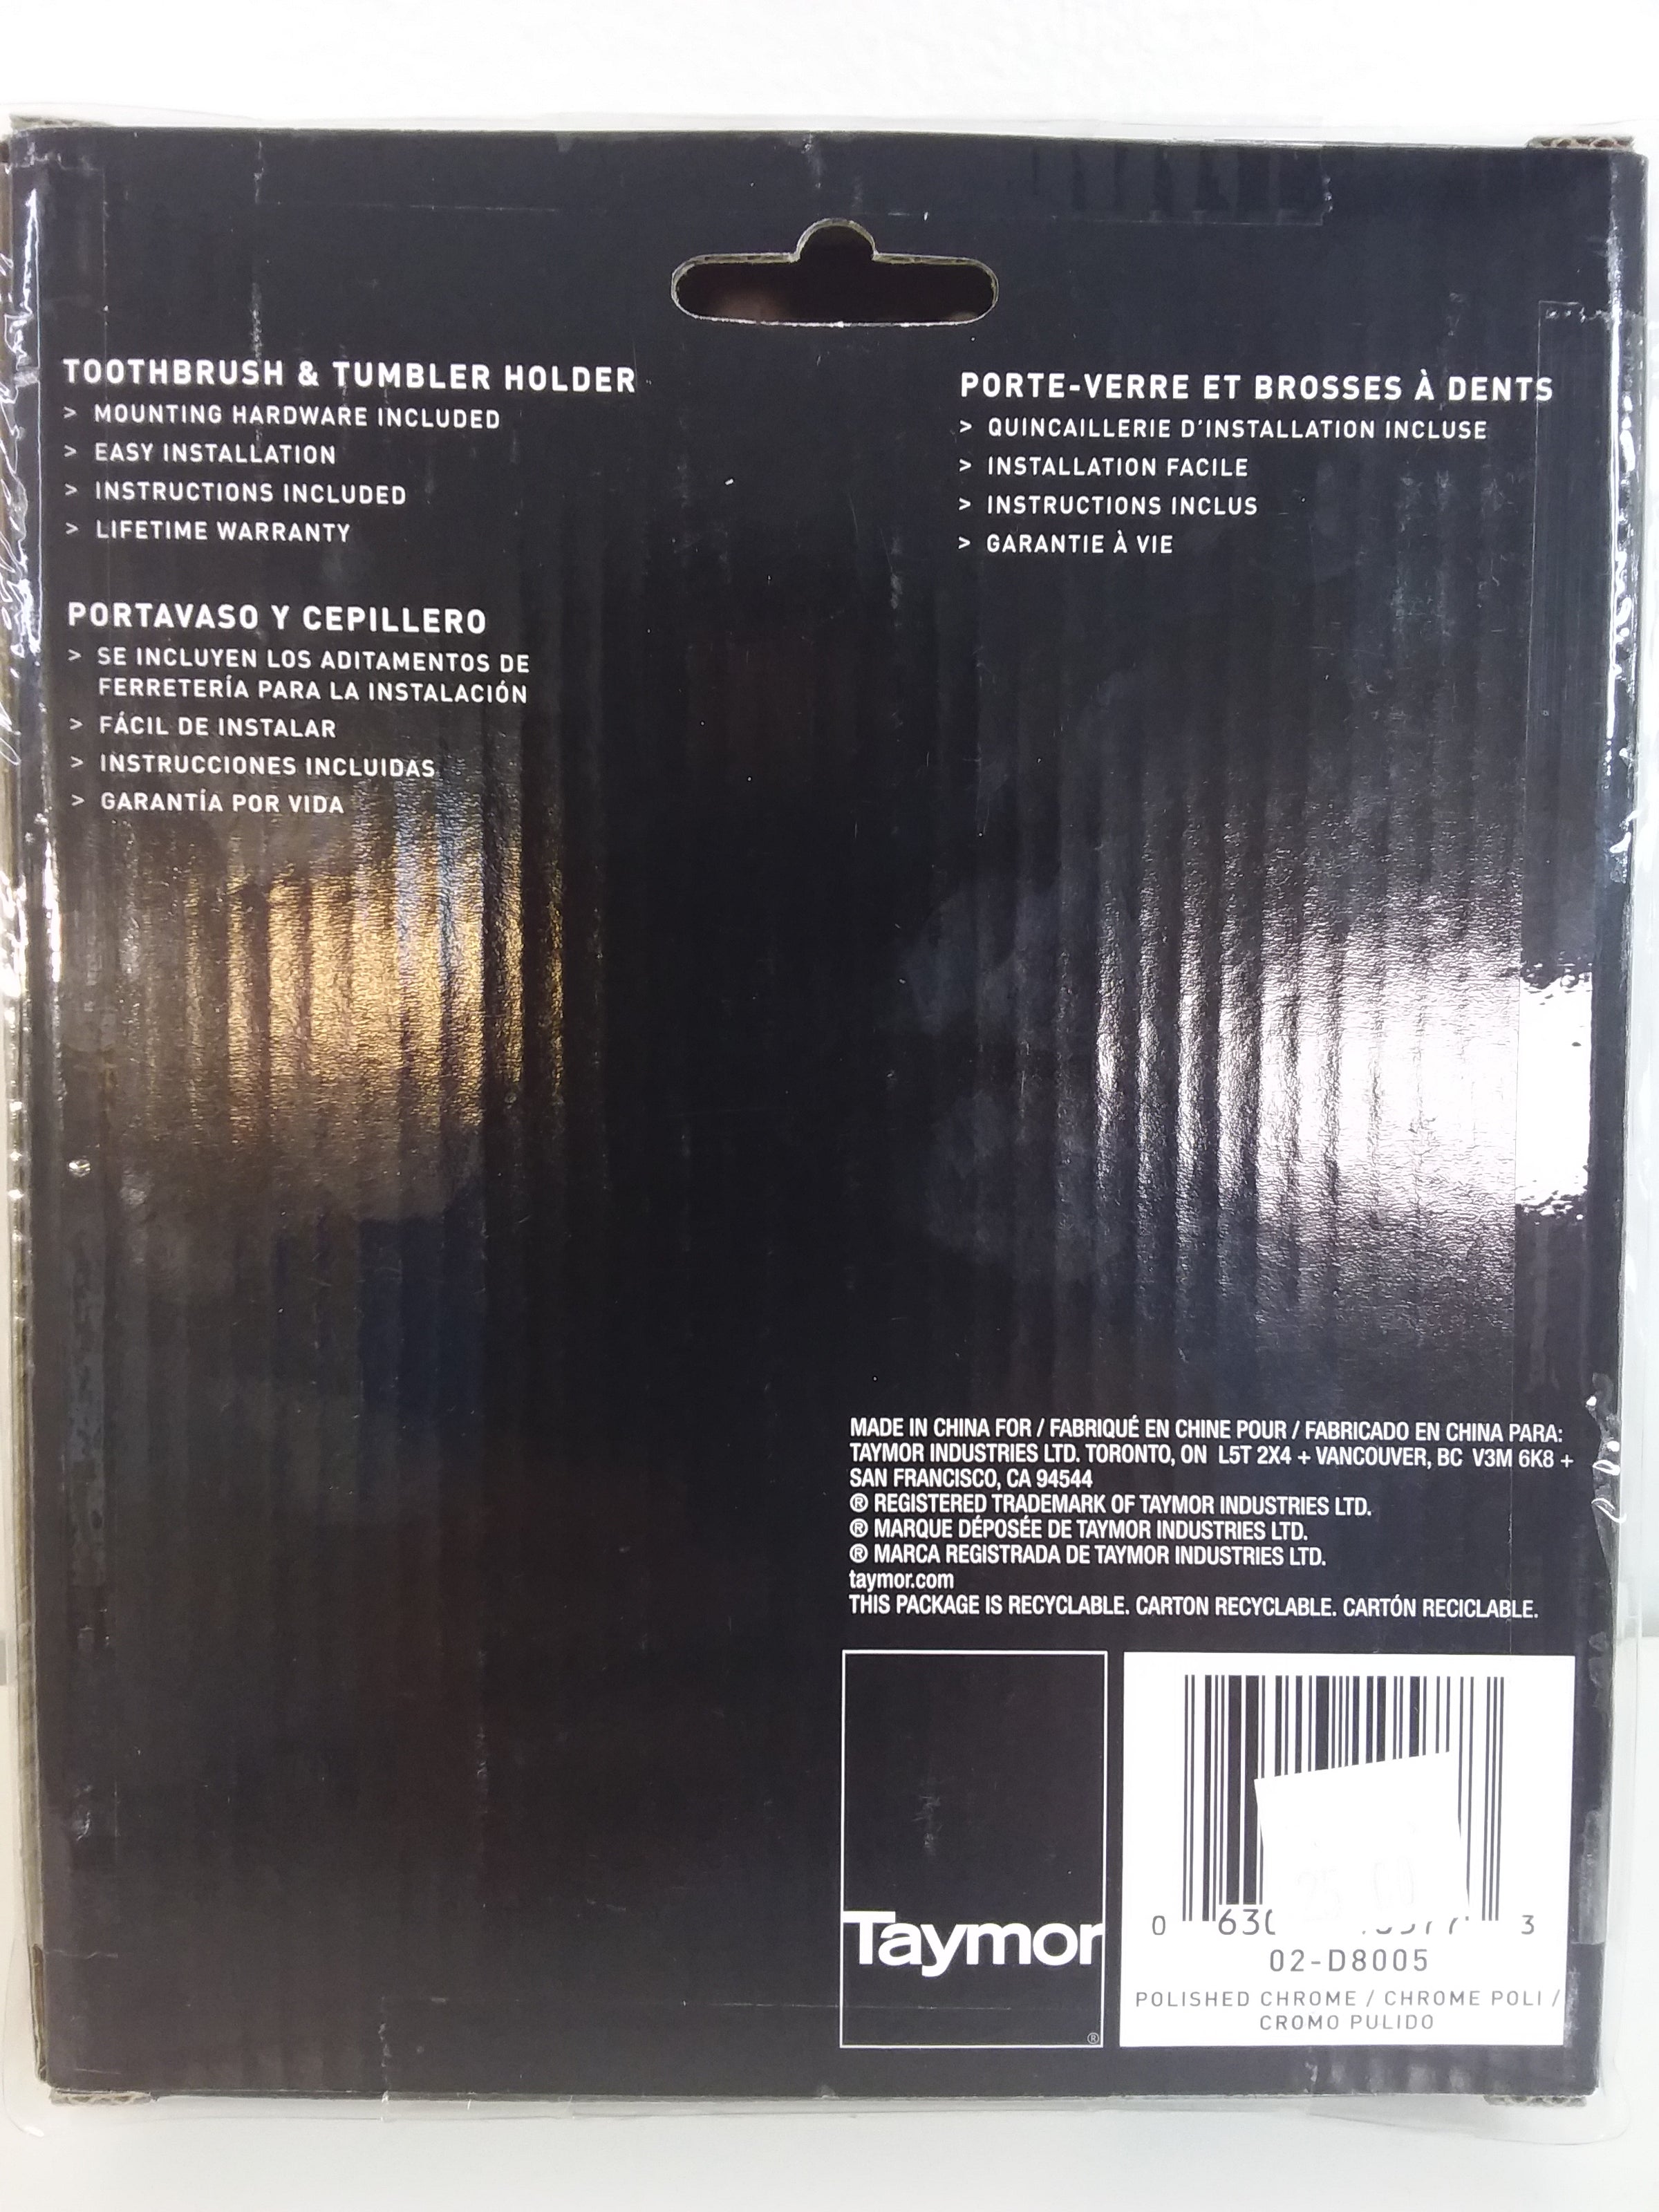 TOOTHBRUSH & TUMBLER HOLDER
> MOUNTING HARDWARE INCLUDED
> EASY INSTALLATION
> INSTRUCTIONS INCLUDED
> LIFETIME WARRANTY
PORTE-VERRE ET BROSSES À DENTS
> QUINCAILLERIE D'INSTALLATION INCLUSE
> INSTALLATION FACILE
> INSTRUCTIONS INCLUS
> GARANTIE À VIE
PORTAVASO Y CEPILLERO
> SE INCLUYEN LOS ADITAMENTOS DE
FERRETERÍA PARA LA INSTALACIÓN
> FÁCIL DE INSTALAR
> INSTRUCCIONES INCLUIDAS
> GARANTÍA POR VIDA
MADE IN CHINA FOR / FABRIQUÉ EN CHINE POUR / FABRICADO EN CHINA PARA:
TAYMOR INDUSTRIES LTD. TORONTO, ON L5T 2X4 + VANCOUVER, BC V3M 6K8 +
SAN FRANCISCO, CA 94544
® REGISTERED TRADEMARK OF TAYMOR INDUSTRIES LTD.
® MARQUE DÉPOSÉE DE TAYMOR INDUSTRIES LTD.
® MARCA REGISTRADA DE TAYMOR INDUSTRIES LTD.
taymor.com
THIS PACKAGE IS RECYCLABLE. CARTON RECYCLABLE. CARTÓN RECICLABLE.
Taymor®
0 3
02-D8005
POLISHED CHROME / CHROME POLI /
CROMO PULIDO